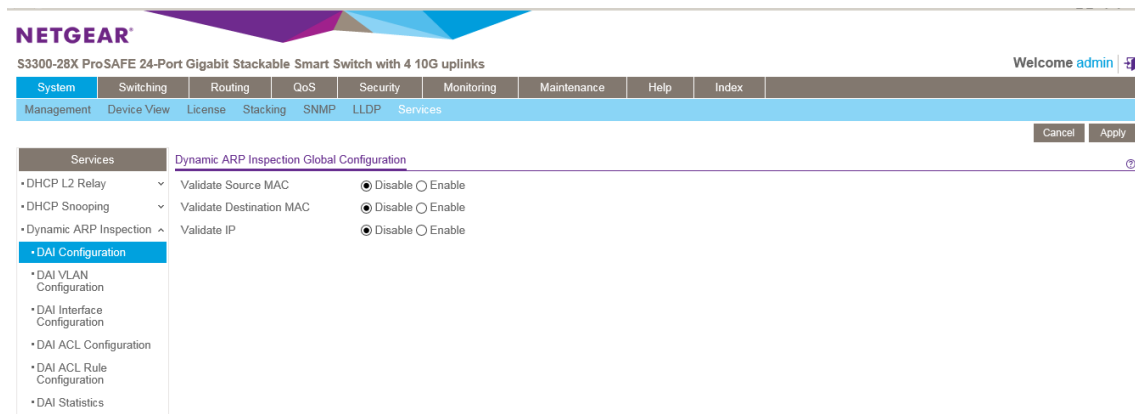 NETGEAR®
S3300-28X ProSAFE 24-Port Gigabit Stackable Smart Switch with 4 10G uplinks
Welcome admin
System Switching Routing QoS Security Monitoring Maintenance Help Index
Management Device View License Stacking SNMP LLDP Services
Cancel Apply
Services
DHCP L2 Relay
DHCP Snooping
Dynamic ARP Inspection
DAI Configuration
DAI VLAN
Configuration
DAI Interface
Configuration
DAI ACL Configuration
DAI ACL Rule
Configuration
DAI Statistics
Dynamic ARP Inspection Global Configuration
Validate Source MAC Disable Enable
Validate Destination MAC Disable Enable
Validate IP Disable Enable